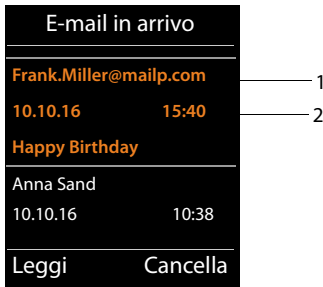 E-mail in arrivo
Frank.Miller@mailp.com 1
10.10.16 15:40 2
Happy Birthday
Anna Sand
10.10.16 10:38
Leggi Cancella